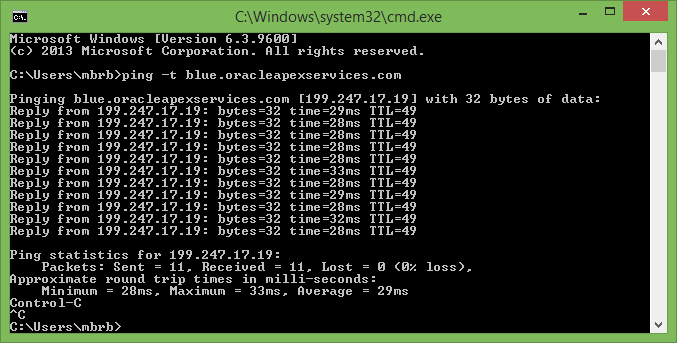 C:\Windows\system32\cmd.exe
Microsoft Windows [Version 6.3.9600]
(c) 2013 Microsoft Corporation. All rights reserved.
C:\Users\mbrb>ping -t blue.oracleapexservices.com
Pinging blue.oracleapexservices.com [199.247.17.19] with 32 bytes of data:
Reply from 199.247.17.19: bytes=32 time=29ms TTL=49
Reply from 199.247.17.19: bytes=32 time=28ms TTL=49
Reply from 199.247.17.19: bytes=32 time=28ms TTL=49
Reply from 199.247.17.19: bytes=32 time=28ms TTL=49
Reply from 199.247.17.19: bytes=32 time=28ms TTL=49
Reply from 199.247.17.19: bytes=32 time=33ms TTL=49
Reply from 199.247.17.19: bytes=32 time=28ms TTL=49
Reply from 199.247.17.19: bytes=32 time=29ms TTL=49
Reply from 199.247.17.19: bytes=32 time=28ms TTL=49
Reply from 199.247.17.19: bytes=32 time=32ms TTL=49
Reply from 199.247.17.19: bytes=32 time=28ms TTL=49
Ping statistics for 199.247.17.19:
Packets: Sent = 11, Received = 11, Lost = 0 (0% loss),
Approximate round trip times in milli-seconds:
Minimum = 28ms, Maximum = 33ms, Average = 29ms
Control-C
^C
C:\Users\mbrb>